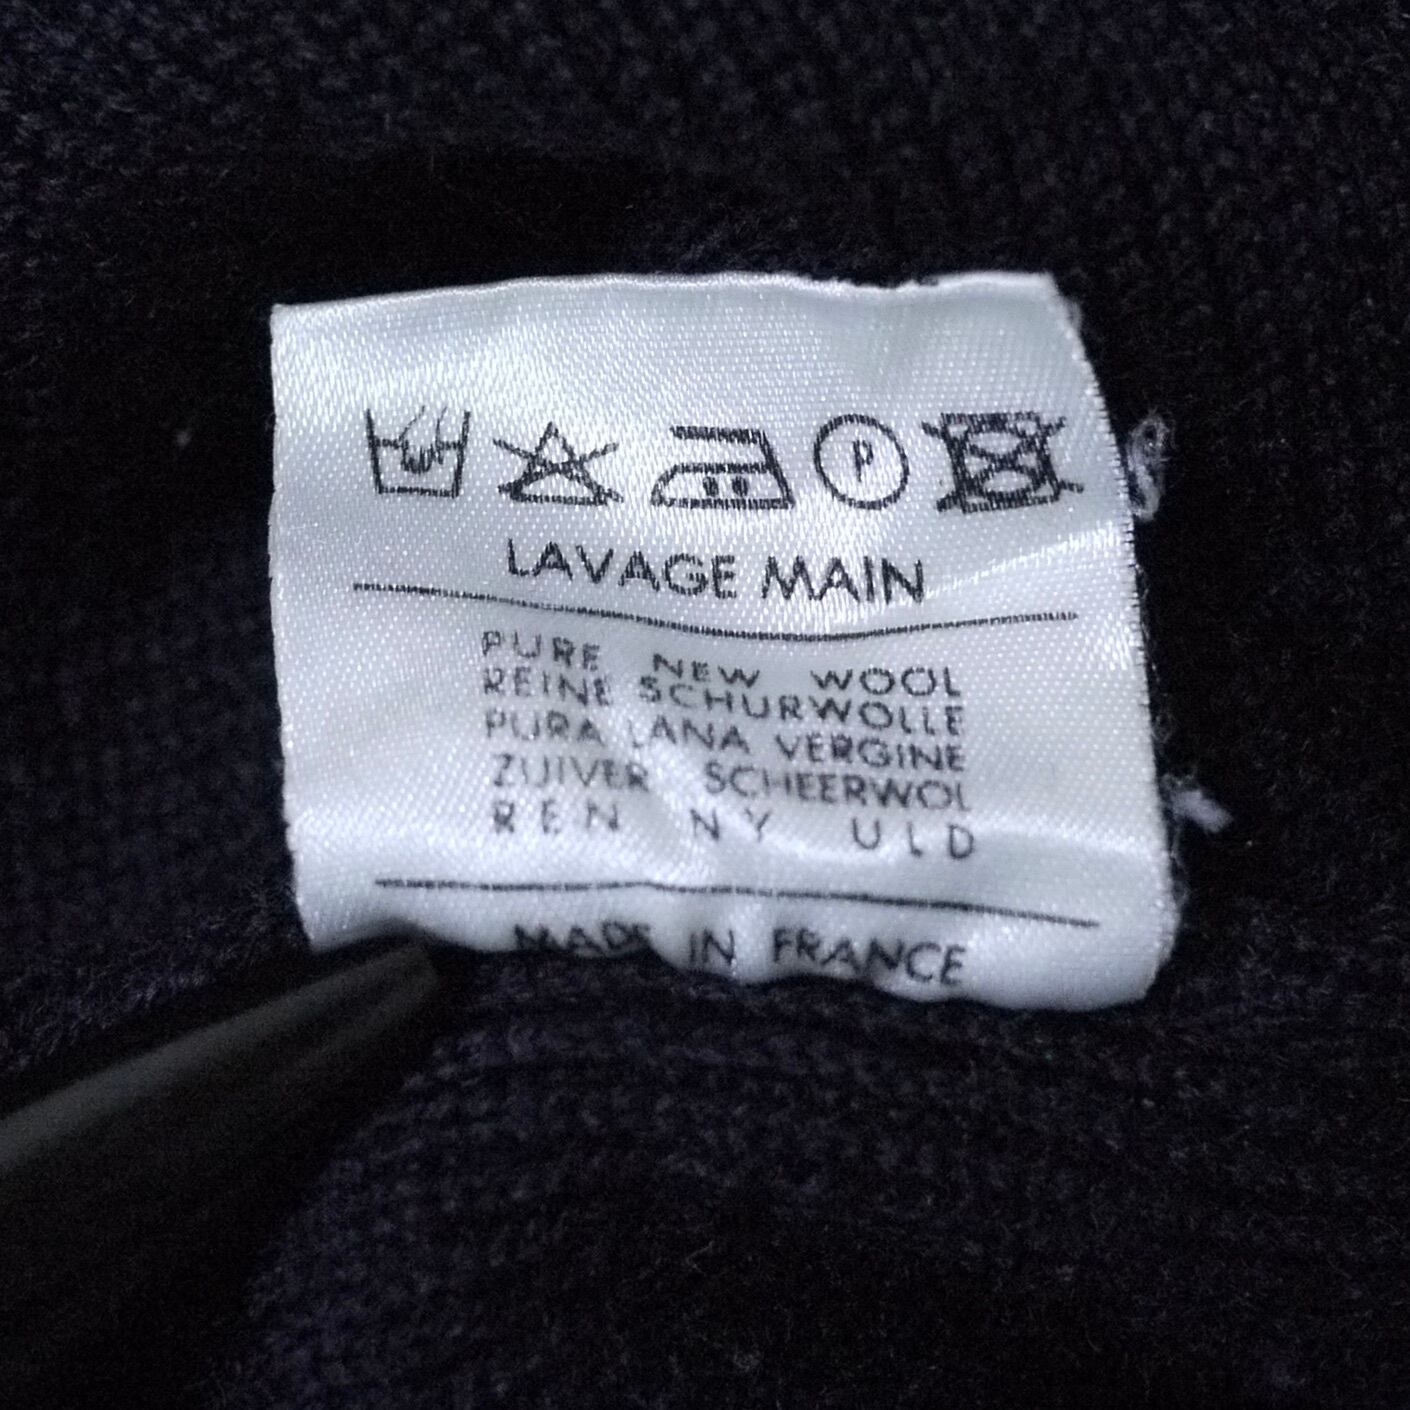 P
LAVAGE MAIN
PURE NEW WOOL
REINE SCHURWOLLE
PURA LANA VERGINE
ZUIVER SCHEERWOL
REN NY ULD
MADE IN FRANCE